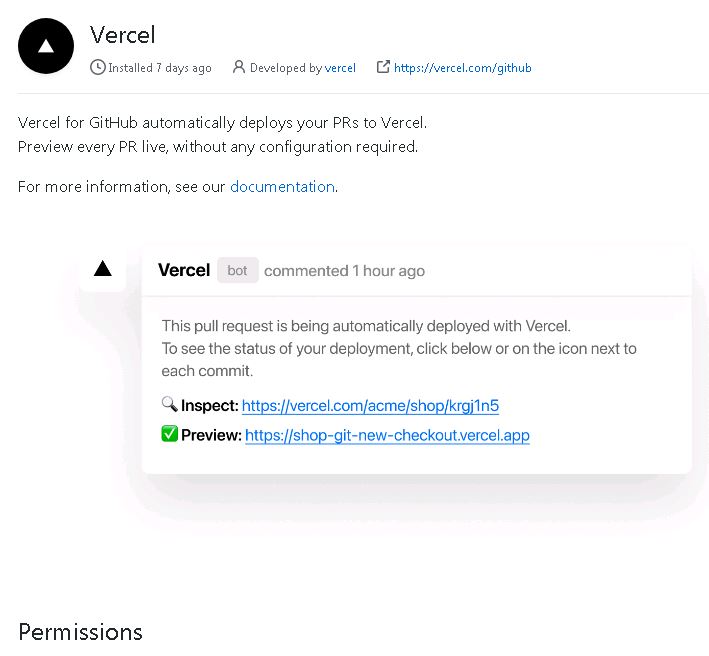 Vercel
Installed 7 days ago Developed by vercel https://vercel.com/github
Vercel for GitHub automatically deploys your PRs to Vercel.
Preview every PR live, without any configuration required.
For more information, see our documentation.
Vercel bot commented 1 hour ago
This pull request is being automatically deployed with Vercel.
To see the status of your deployment, click below or on the icon next to
each commit.
Inspect: https://vercel.com/acme/shop/krgj1n5
Preview: https://shop-git-new-checkout.vercel.app
Permissions